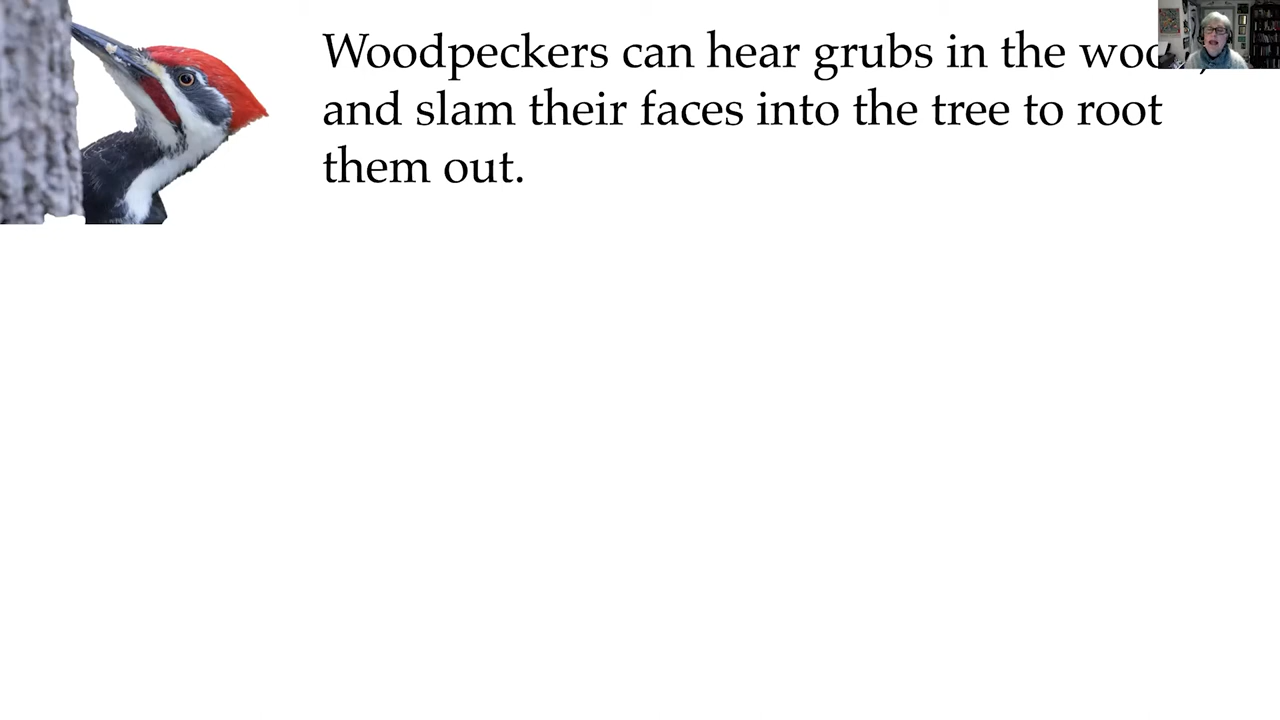 Woodpeckers can hear grubs in the
and slam their faces into the tree to root
them out.